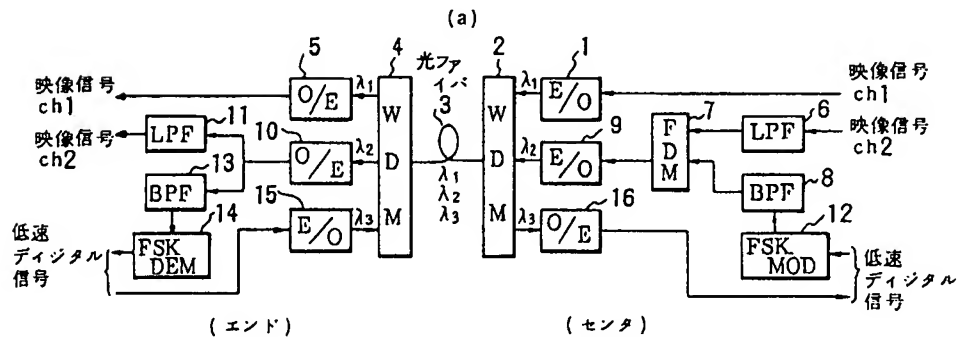 (a)
5
4
2
1
映像信号
ch1
O/E
λ1
W
D
M
光ファ
イバ
3
λ1
λ2
λ3
W
D
M
λ1
E/O
映像信号
ch1
映像信号
ch2
11
LPF
10
O/E
λ2
λ2
9
E/O
7
F
D
M
6
LPF
映像信号
ch2
13
BPF
8
BPF
15
E/O
λ3
λ3
16
O/E
低速
ディジタル
信号
14
FSK
DEM
12
FSK
MOD
低速
ディジタル
信号
(エンド)
(センタ)